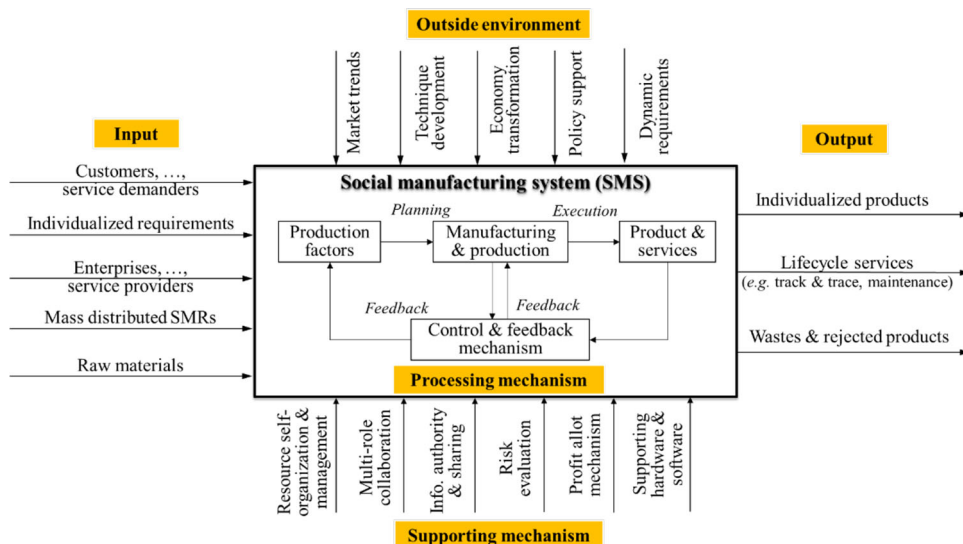 Outside environment
Market trends
Technique
development
Economy
transformation
Policy support
Dynamic
requirements
Input
Customers, …,
service demanders
Individualized requirements
Enterprises, …,
service providers
Mass distributed SMRs
Raw materials
Social manufacturing system (SMS)
Planning
Execution
Production
factors
Manufacturing
& production
Product &
services
Feedback
Feedback
Control & feedback
mechanism
Processing mechanism
Output
Individualized products
Lifecycle services
(e.g. track & trace, maintenance)
Wastes & rejected products
Resource self-
organization &
management
Multi-role
collaboration
Info. authority
& sharing
Risk
evaluation
Profit allot
mechanism
Supporting
hardware &
software
Supporting mechanism